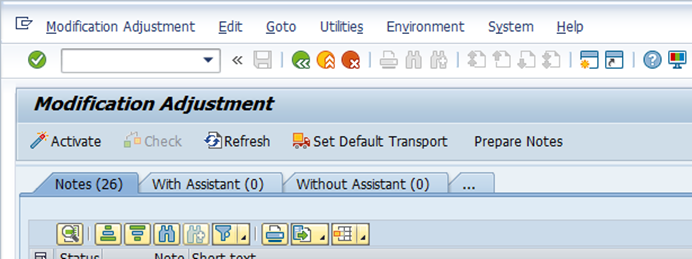 Modification Adjustment Edit Goto Utilities Environment System Help
Modification Adjustment
Activate Check Refresh Set Default Transport Prepare Notes
Notes (26) With Assistant (0) Without Assistant (0) ...
Status Note Short text